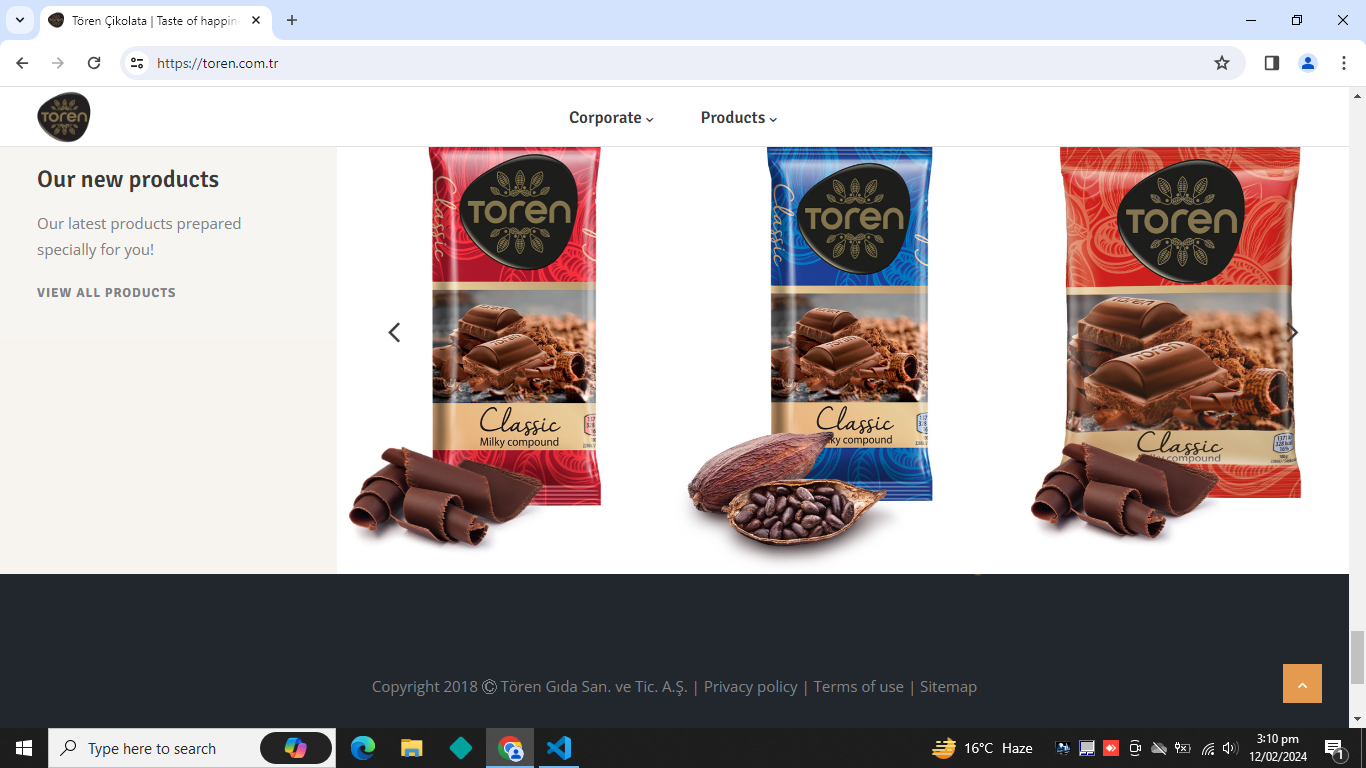 Tören Çikolata | Taste of happin
https://toren.com.tr
TOREN
Corporate
Products
Our new products
Our latest products prepared
specially for you!
VIEW ALL PRODUCTS
Classic
TOREN
Classic
Milky compound
Classic
TOREN
Classic
ky compound
TOREN
TOREN
TOREN
Classic
Milky compound
Copyright 2018 © Tören Gıda San. ve Tic. A.Ş. | Privacy policy | Terms of use | Sitemap
Type here to search
16°C Haze
3:10 pm
12/02/2024
1